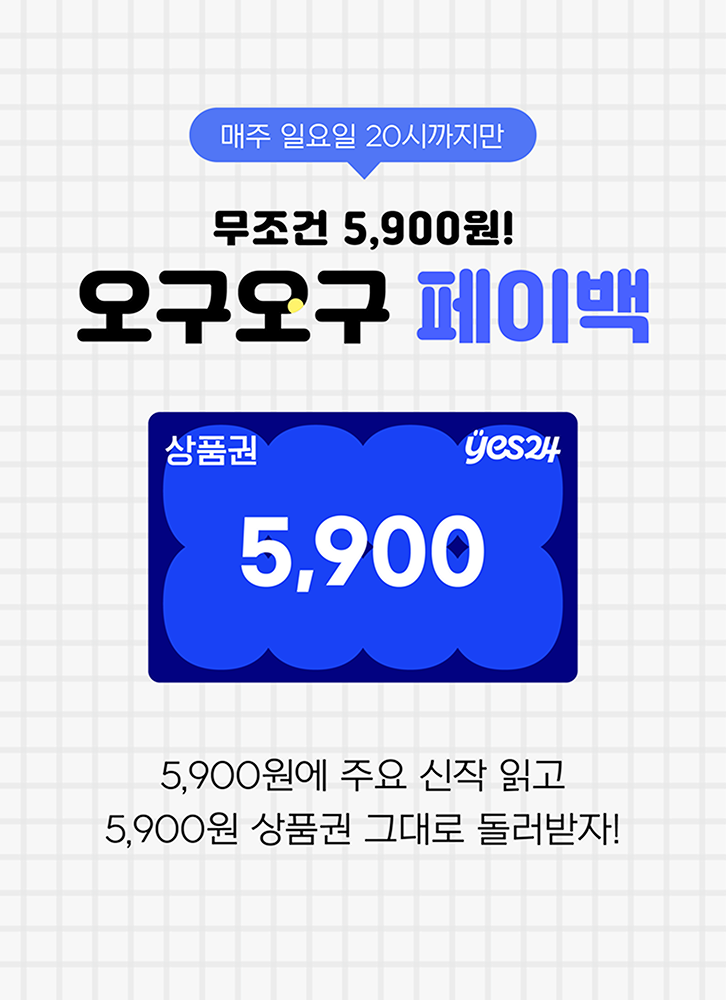 매주 일요일 20시까지만
무조건 5,900원!
오구오구 페이백
상품권 yes24
5,900
5,900원에 주요 신작 읽고
5,900원 상품권 그대로 돌려받자!